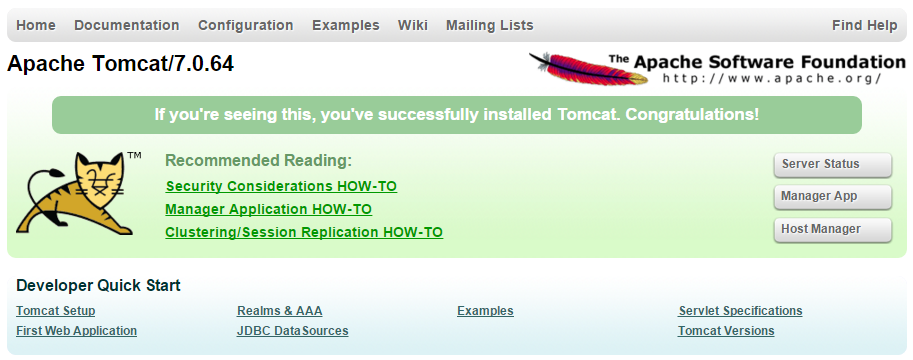 Home Documentation Configuration Examples Wiki Mailing Lists Find Help
Apache Tomcat/7.0.64
The Apache Software Foundation
http://www.apache.org/
If you're seeing this, you've successfully installed Tomcat. Congratulations!
TM
Recommended Reading:
Security Considerations HOW-TO
Manager Application HOW-TO
Clustering/Session Replication HOW-TO
Server Status
Manager App
Host Manager
Developer Quick Start
Tomcat Setup Realms & AAA Examples Servlet Specifications
First Web Application JDBC DataSources Tomcat Versions